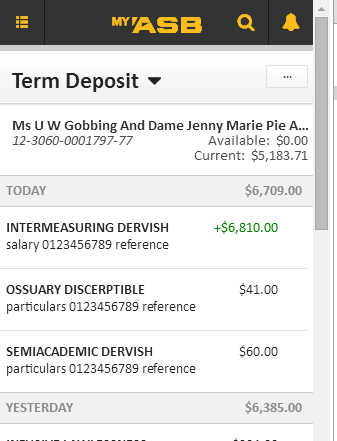 MY ASB
Term Deposit
...
Ms U W Gobbing And Dame Jenny Marie Pie A...
12-3060-0001797-77 Available: $0.00
Current: $5,183.71
TODAY $6,709.00
INTERMEASURING DERVISH +$6,810.00
salary 0123456789 reference
OSSUARY DISCERPTIBLE $41.00
particulars 0123456789 reference
SEMIACADEMIC DERVISH $60.00
particulars 0123456789 reference
YESTERDAY $6,385.00